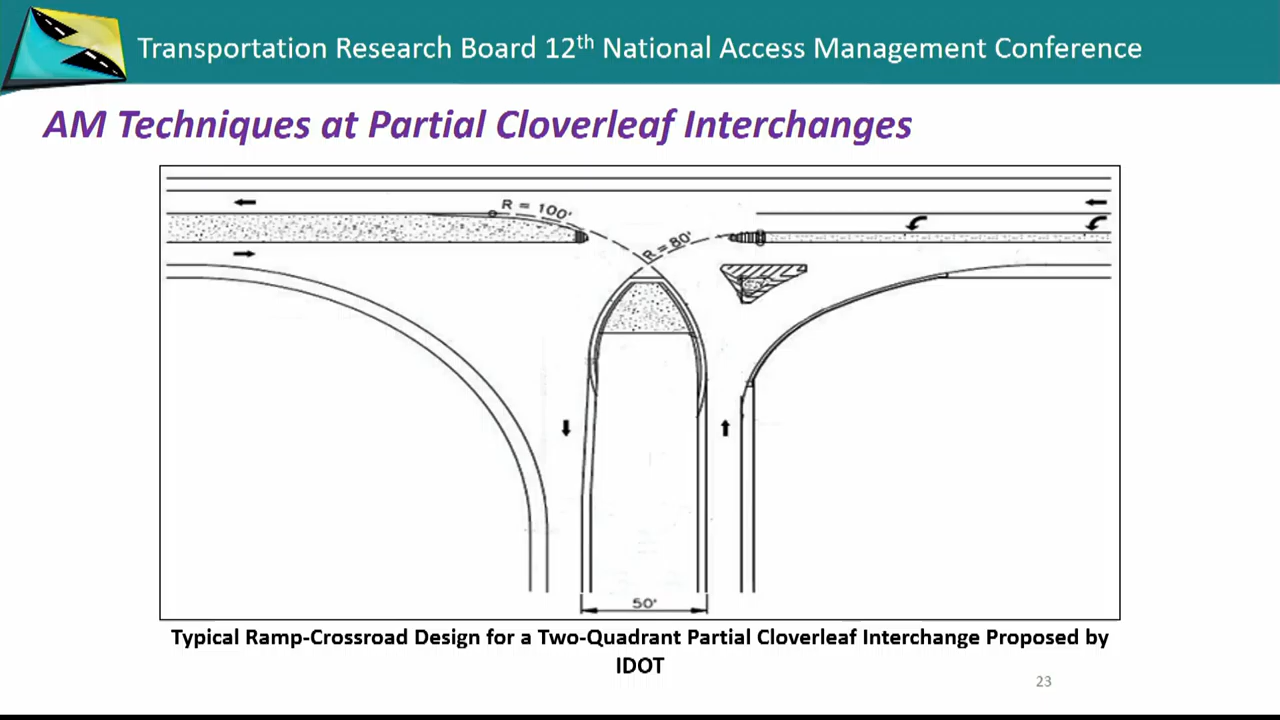 Transportation Research Board 12th National Access Management Conference
AM Techniques at Partial Cloverleaf Interchanges
R = 100'
R = 80'
50'
Typical Ramp-Crossroad Design for a Two-Quadrant Partial Cloverleaf Interchange Proposed by
IDOT
23